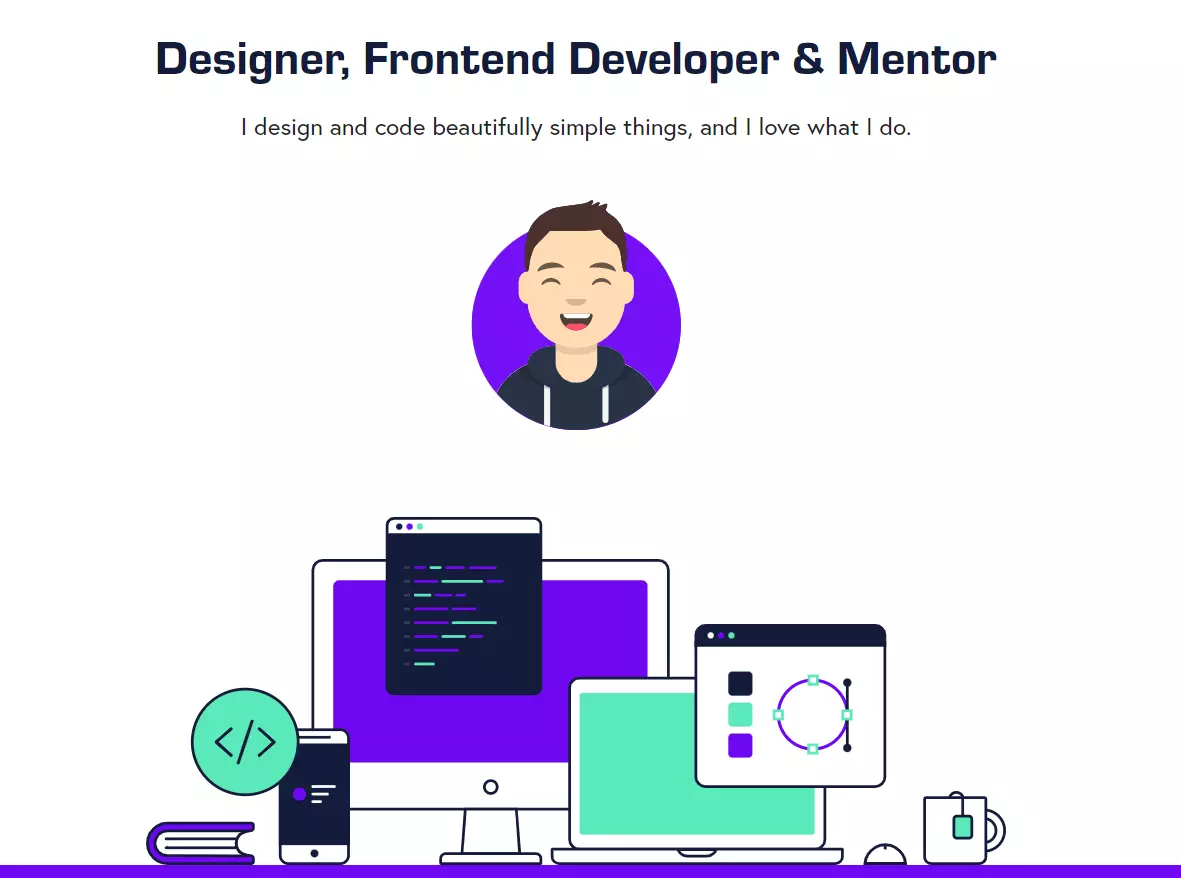 Designer, Frontend Developer & Mentor
I design and code beautifully simple things, and I love what I do.
</>